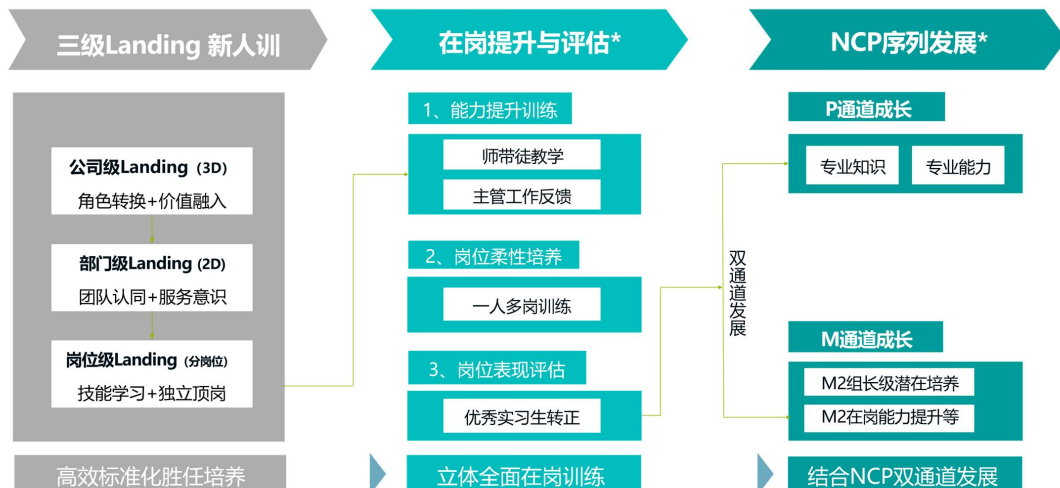 三级Landing 新人训
在岗提升与评估*
NCP序列发展*
公司级Landing (3D)
角色转换+价值融入
部门级Landing (2D)
团队认同+服务意识
岗位级Landing (分岗位)
技能学习+独立顶岗
高效标准化胜任培养
1、能力提升训练
师带徒教学
主管工作反馈
2、岗位柔性培养
一人多岗训练
3、岗位表现评估
优秀实习生转正
立体全面在岗训练
双通道发展
P通道成长
专业知识
专业能力
M通道成长
M2组长级潜在培养
M2在岗能力提升等
结合NCP双通道发展